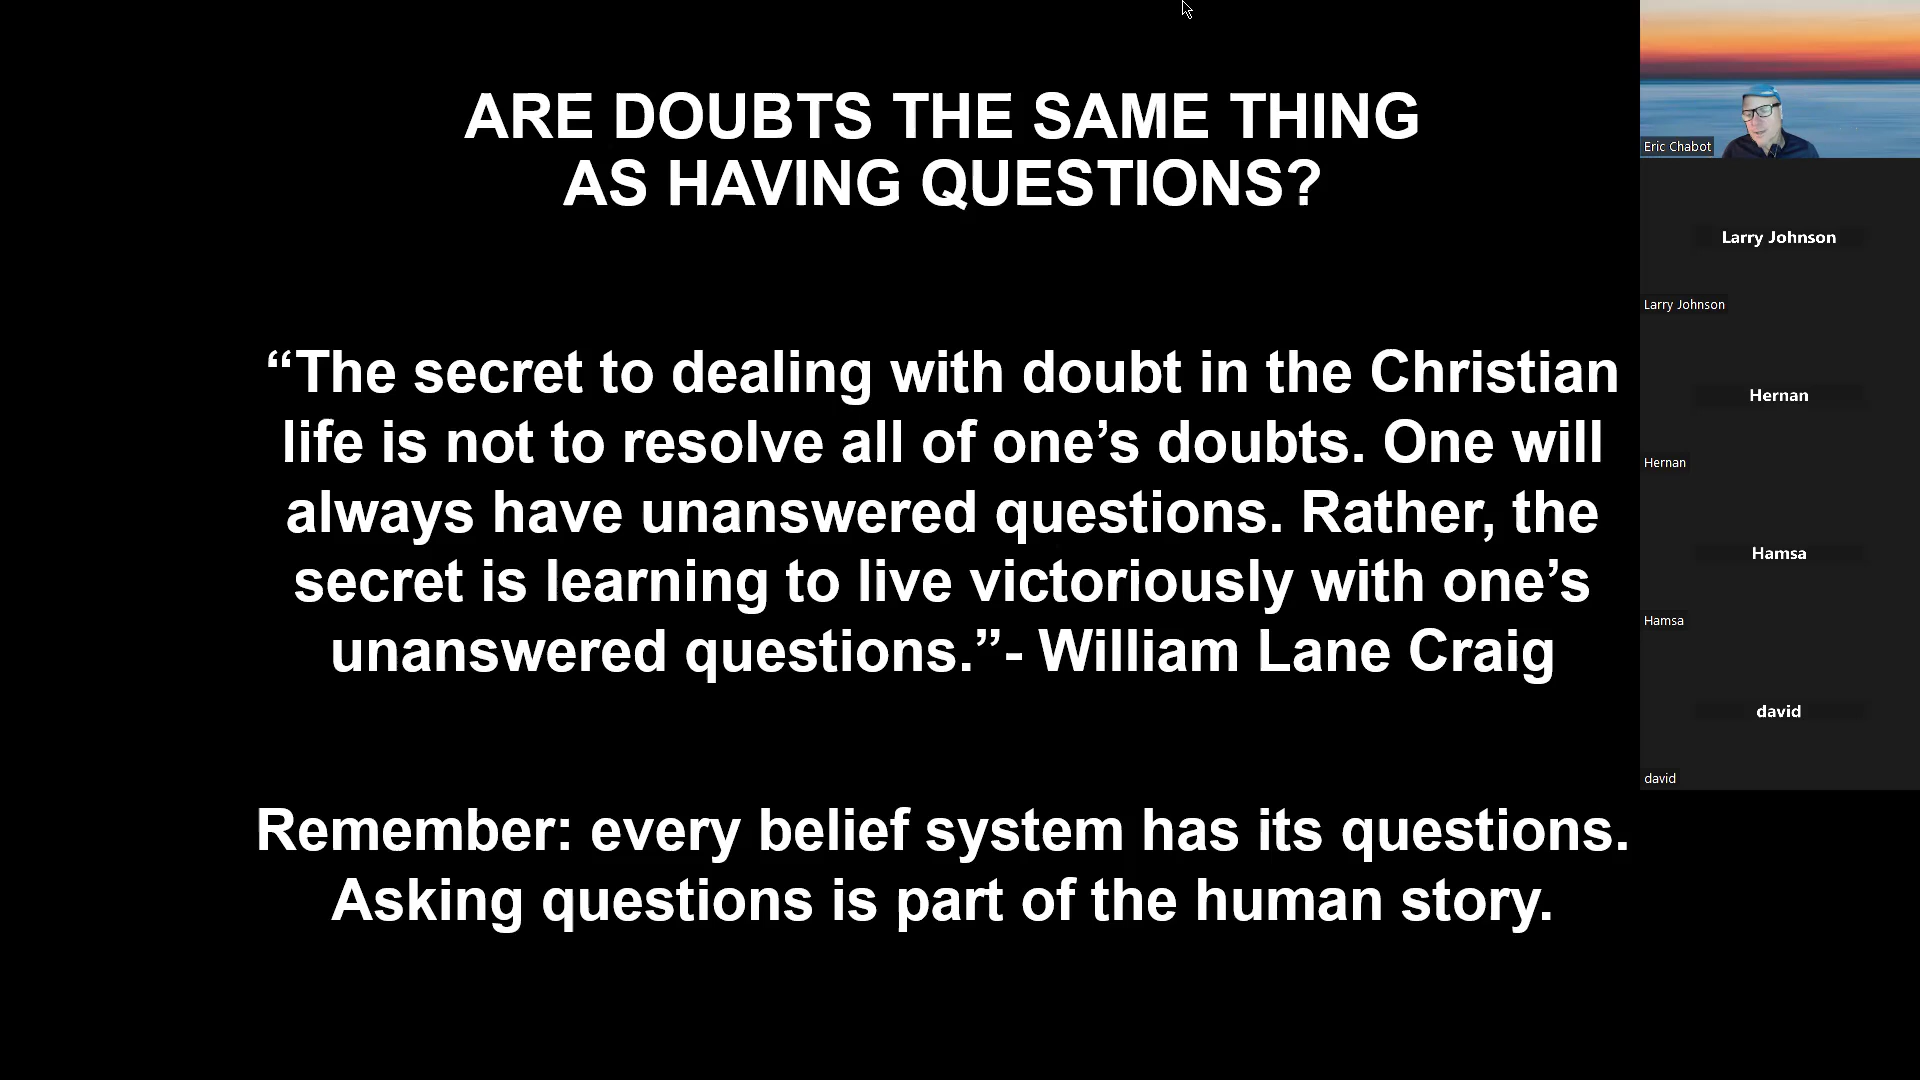 ARE DOUBTS THE SAME THING
AS HAVING QUESTIONS?
“The secret to dealing with doubt in the Christian
life is not to resolve all of one’s doubts. One will
always have unanswered questions. Rather, the
secret is learning to live victoriously with one’s
unanswered questions.”- William Lane Craig
Remember: every belief system has its questions.
Asking questions is part of the human story.
Eric Chabot
Larry Johnson
Larry Johnson
Hernan
Hernan
Hamsa
Hamsa
david
david